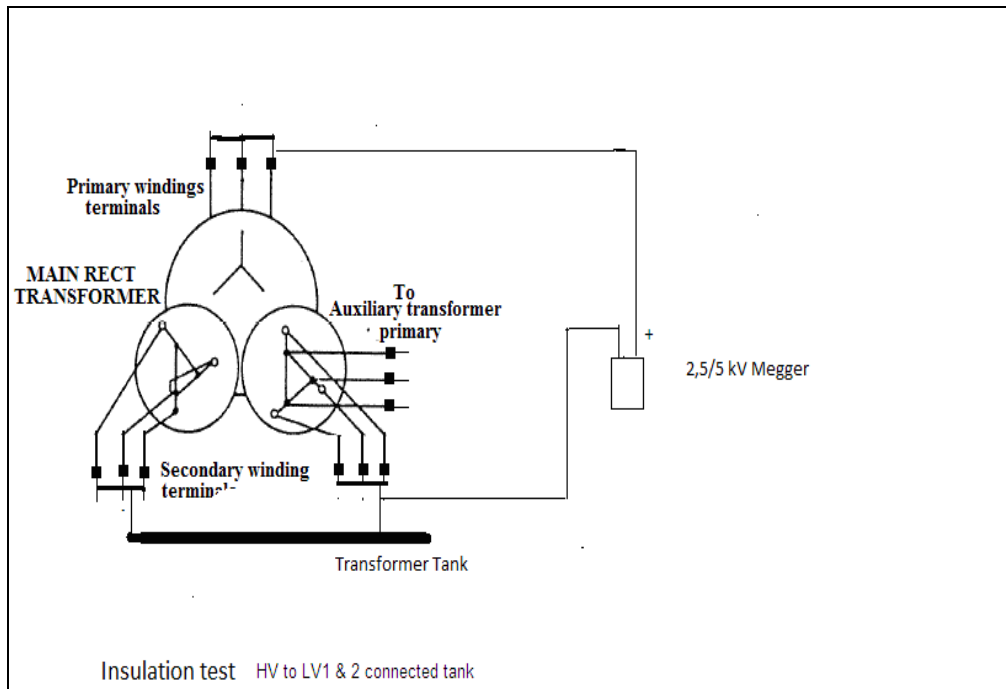 Primary windings
terminals
MAIN RECT
TRANSFORMER
To
Auxiliary transformer
primary
+
2,5/5 kV Megger
Secondary winding
terminals
Transformer Tank
Insulation test HV to LV1 & 2 connected tank